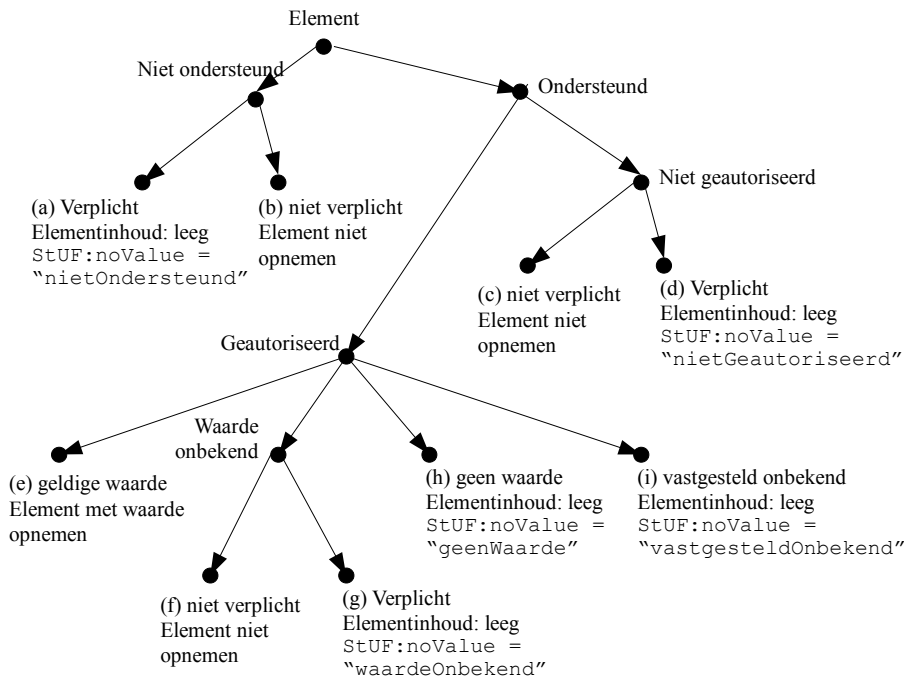 Element
Niet ondersteund
Ondersteund
Niet geautoriseerd
(a) Verplicht
Elementinhoud: leeg
StUF:noValue =
“nietOndersteund”
(b) niet verplicht
Element niet
opnemen
(c) niet verplicht
Element niet
opnemen
(d) Verplicht
Elementinhoud: leeg
StUF:noValue =
“nietGeautoriseerd”
Geautoriseerd
Waarde
onbekend
(e) geldige waarde
Element met waarde
opnemen
(h) geen waarde
Elementinhoud: leeg
StUF:noValue =
“geenWaarde”
(i) vastgesteld onbekend
Elementinhoud: leeg
StUF:noValue =
“vastgesteldOnbekend”
(f) niet verplicht
Element niet
opnemen
(g) Verplicht
Elementinhoud: leeg
StUF:noValue =
“waardeOnbekend”